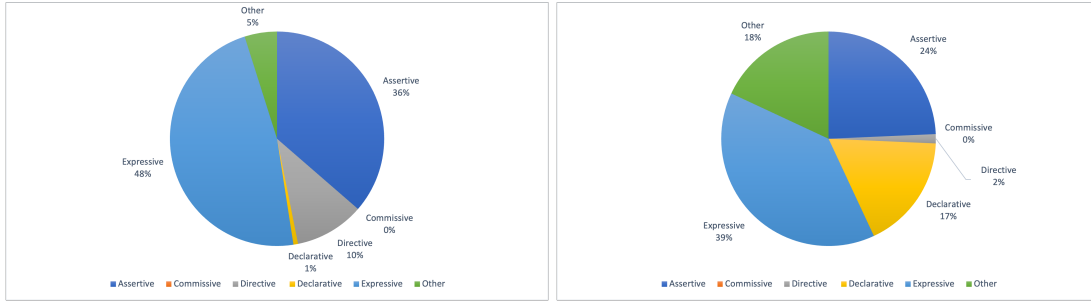 Other
5%
Assertive
36%
Commissive
0%
Directive
10%
Declarative
1%
Expressive
48%
Assertive Commissive Directive Declarative Expressive Other
Other
18%
Assertive
24%
Commissive
0%
Directive
2%
Declarative
17%
Expressive
39%
Assertive Commissive Directive Declarative Expressive Other